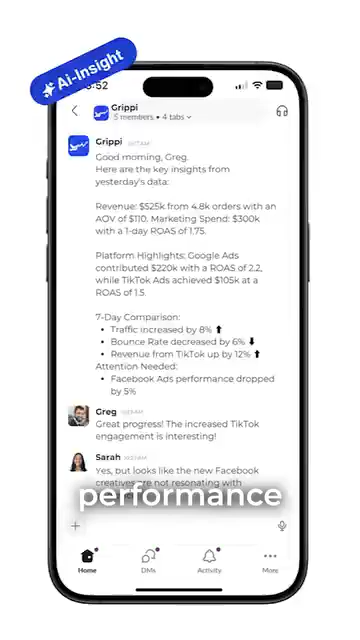 Ai-Insight
3:52
Grippi
5 members • 4 tabs
Grippi
Good morning, Greg.
Here are the key insights from
yesterday's data:
Revenue: $525k from 4.8k orders with an
AOV of $110. Marketing Spend: $300k
with a 1-day ROAS of 1.75.
Platform Highlights: Google Ads
contributed $220k with a ROAS of 2.2,
while TikTok Ads achieved $105k at a
ROAS of 1.5.
7-Day Comparison:
• Traffic increased by 8% ⬆
• Bounce Rate decreased by 6% ⬇
• Revenue from TikTok up by 12% ⬆
Attention Needed:
• Facebook Ads performance dropped
by 5%
Greg
Great progress! The increased TikTok
engagement is interesting!
Sarah
Yes, but looks like the new Facebook
creatives are not resonating with
performance
Home
DMs
Activity
More